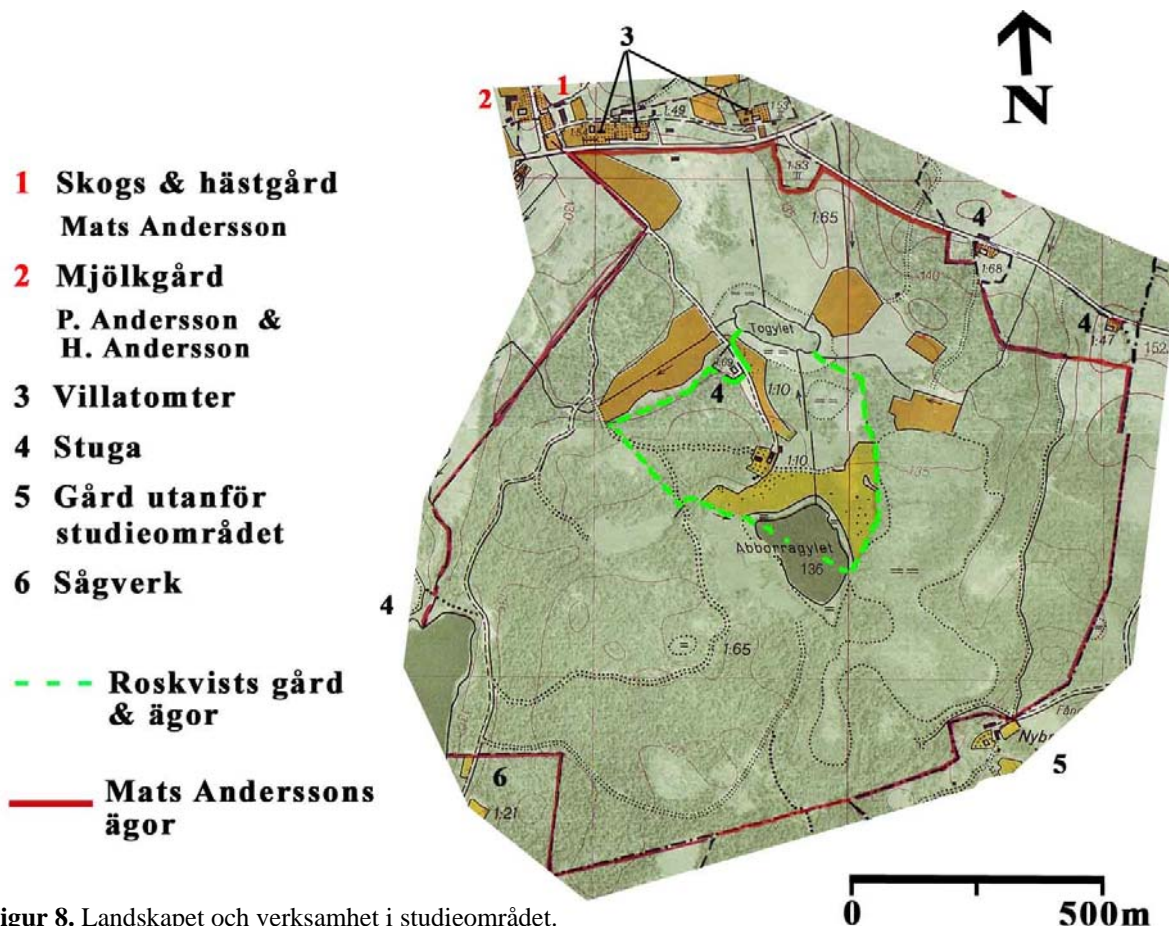 1 Skogs & hästgård
Mats Andersson
2 Mjölkgård
P. Andersson &
H. Andersson
3 Villatomter
4 Stuga
5 Gård utanför
studieområdet
6 Sågverk
Roskvists gård
& ägor
Mats Anderssons
ägor
3
2
1
N
1:49
1:53
II
1:65
4
1:68
4
1:47
152
130
140
Togylet
4
1:10
1:10
135
Abborragylet
136
4
1:65
6
1:21
5
0
500m
igur 8. Landskapet och verksamhet i studieområdet.